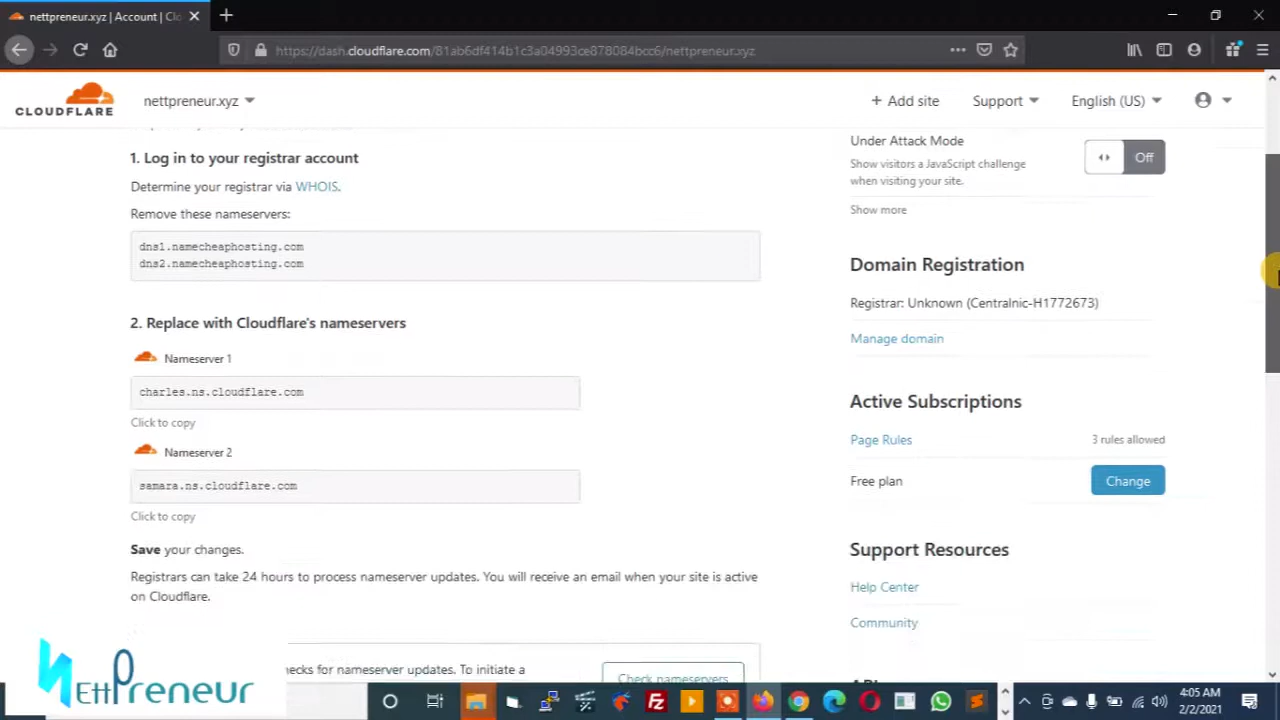 nettpreneur.xyz | Account | Clo
https://dash.cloudflare.com/81ab6df414b1c3a04993ce878084bcc6/nettpreneur.xyz
CLOUDFLARE
nettpreneur.xyz
+ Add site
Support
English (US)
1. Log in to your registrar account
Determine your registrar via WHOIS.
Remove these nameservers:
dns1.namecheaphosting.com
dns2.namecheaphosting.com
2. Replace with Cloudflare's nameservers
Nameserver 1
charles.ns.cloudflare.com
Click to copy
Nameserver 2
samara.ns.cloudflare.com
Click to copy
Save your changes.
Registrars can take 24 hours to process nameserver updates. You will receive an email when your site is active
on Cloudflare.
checks for nameserver updates. To initiate a
Check nameservers
Under Attack Mode
Show visitors a JavaScript challenge
when visiting your site.
Off
Show more
Domain Registration
Registrar: Unknown (Centralnic-H1772673)
Manage domain
Active Subscriptions
Page Rules
3 rules allowed
Free plan
Change
Support Resources
Help Center
Community
NettPreneur
4:05 AM
2/2/2021